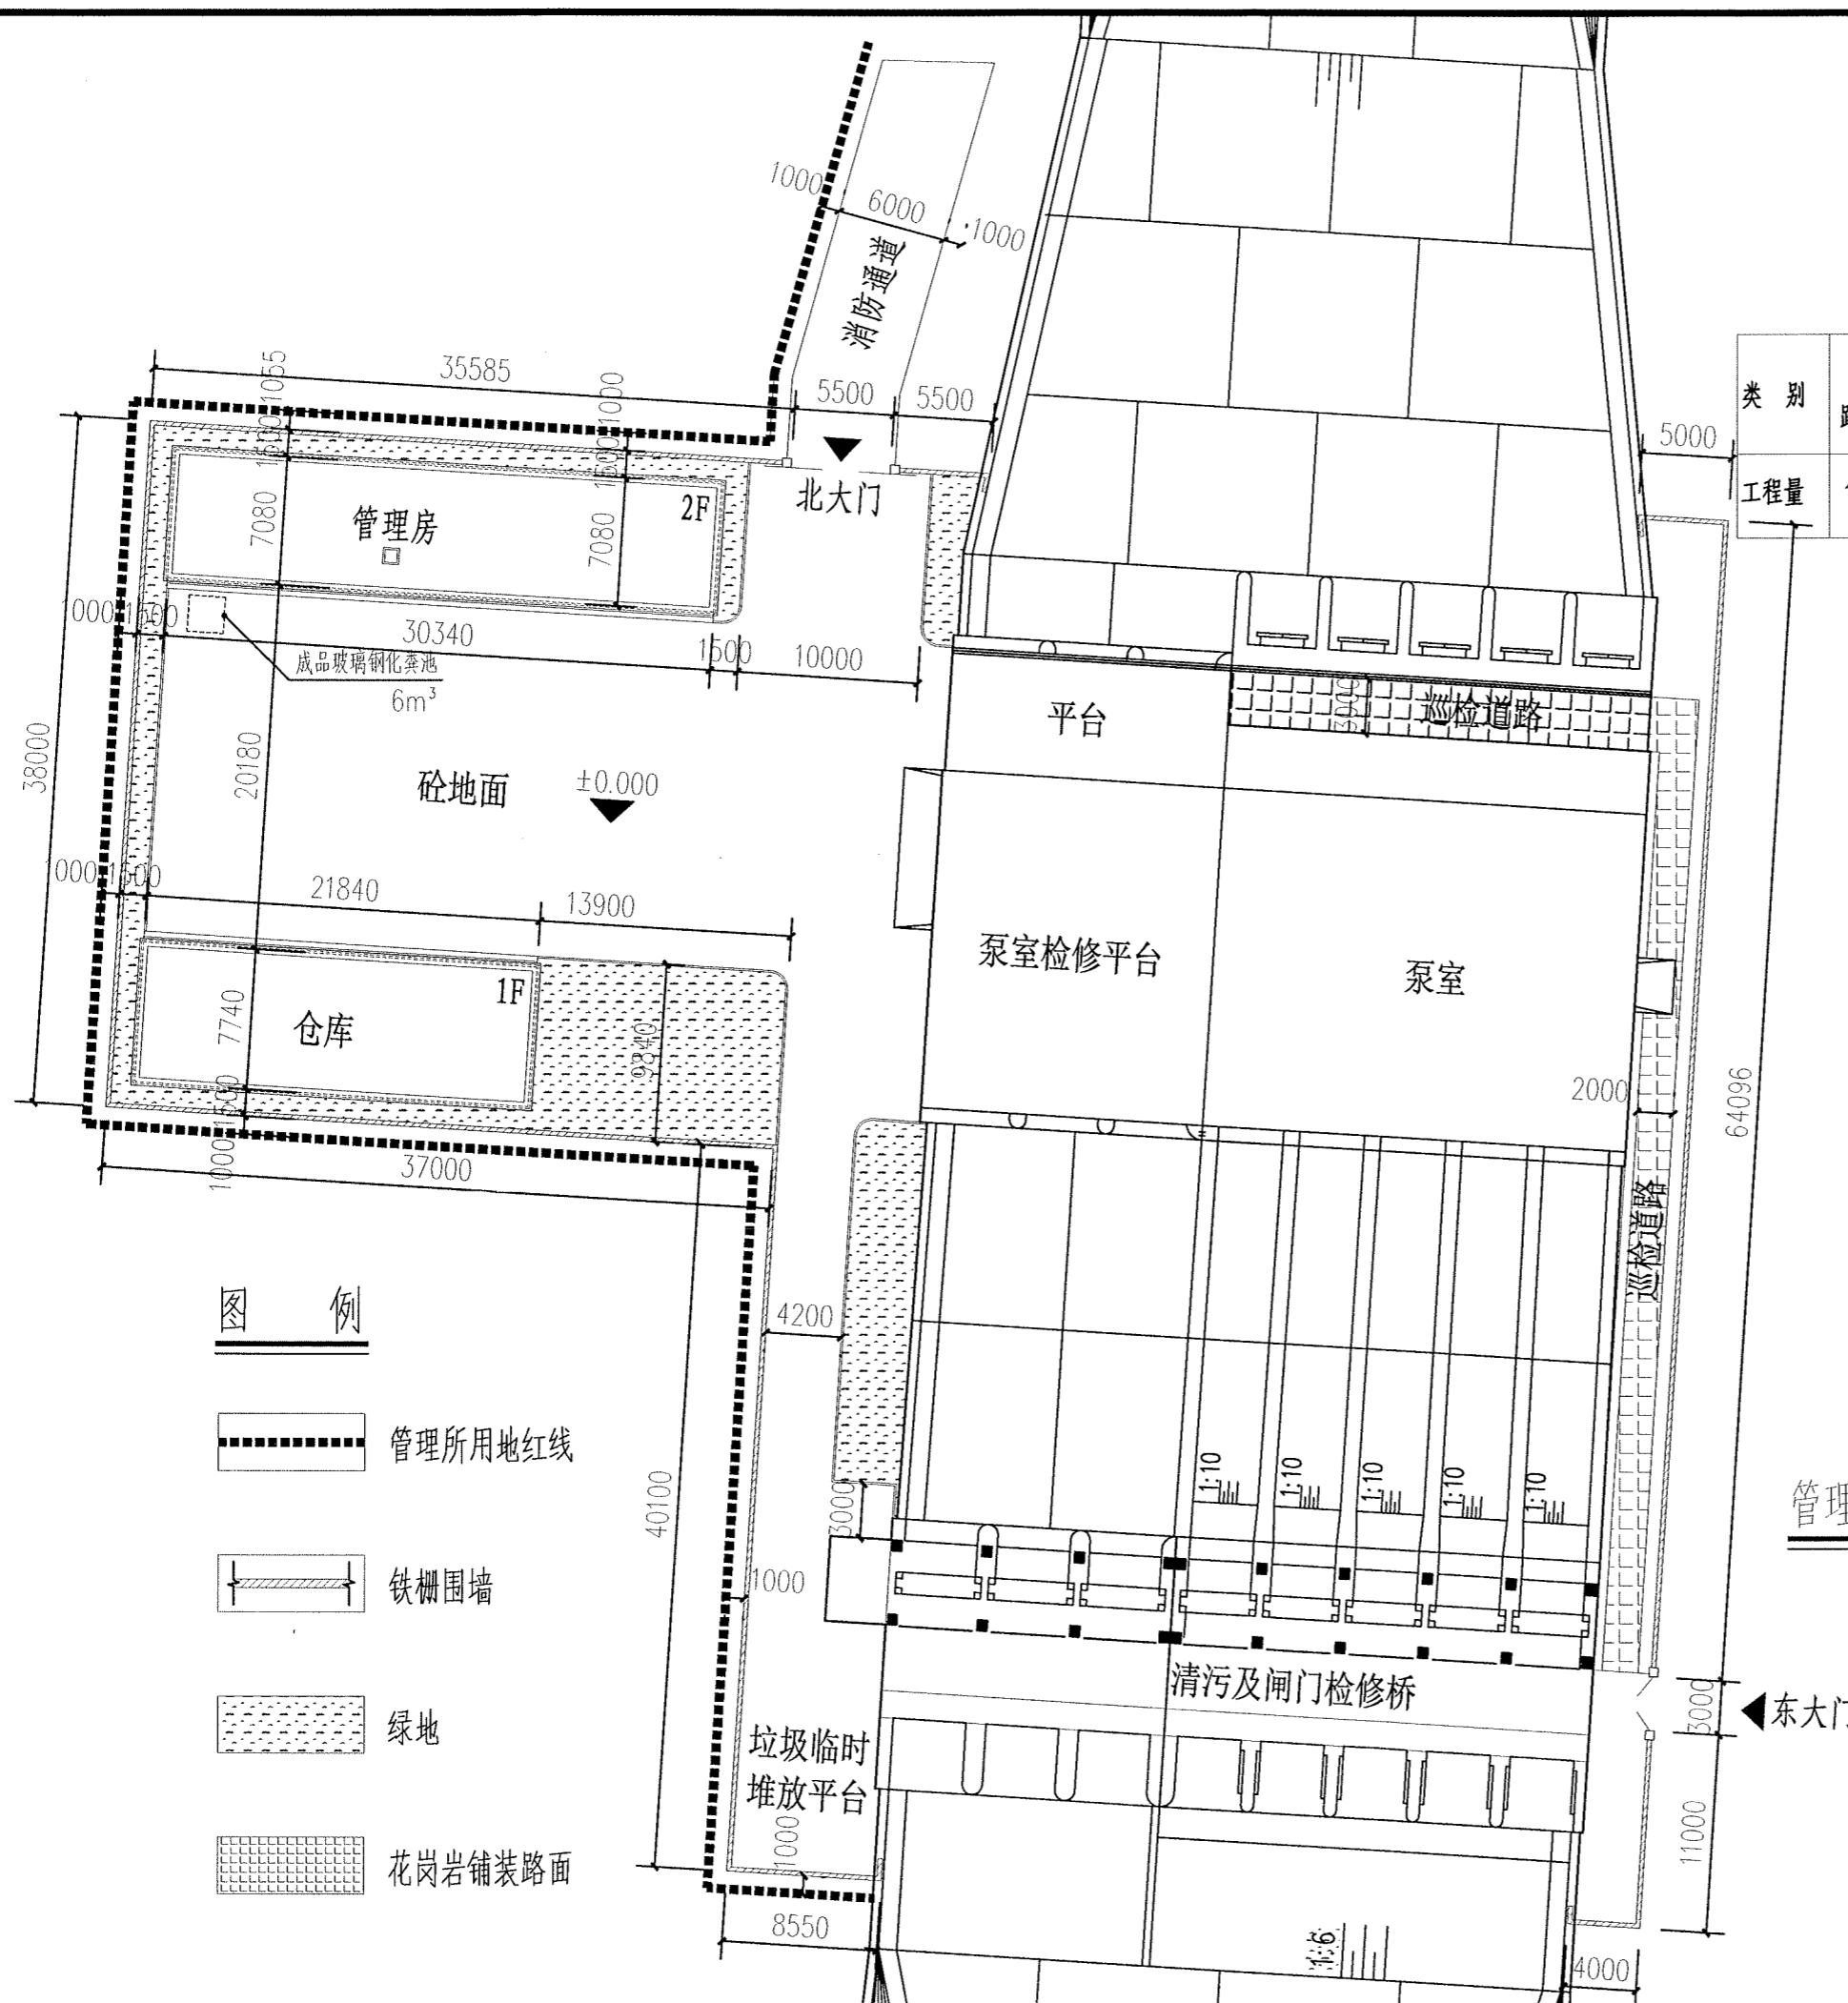 1000
6000
1000
消防通道
35585
5500
5500
1500
1055
1500
1000
5000
类 别
工程量
北大门
管理房
2F
7080
7080
1500
30340
1500
10000
成品玻璃钢化粪池
6m³
38000
20180
砼地面
±0.000
平台
3000
巡检道路
1500
21840
13900
泵室检修平台
泵室
仓库
1F
7740
9840
1500
1000
37000
2000
64096
巡检道路
图 例
4200
管理所用地红线
40100
3000
1:10
1:10
1:10
1:10
1:10
管理
铁栅围墙
1000
清污及闸门检修桥
3000
东大门
绿地
垃圾临时
堆放平台
1000
11000
花岗岩铺装路面
8550
1:6
4000